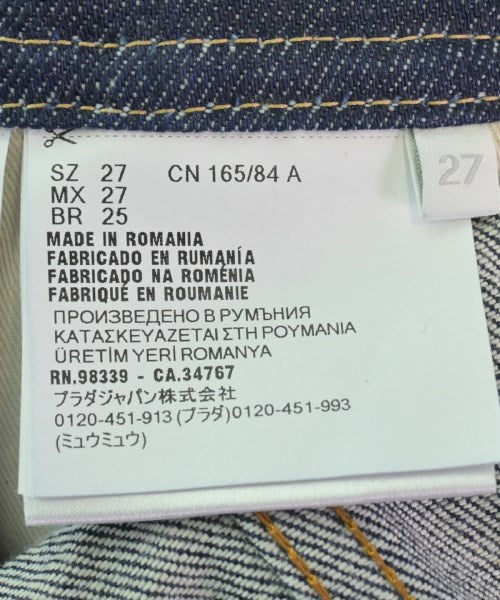 SZ 27 CN 165/84 A
MX 27
BR 25
27
MADE IN ROMANIA
FABRICADO EN RUMANÍA
FABRICADO NA ROMÊNIA
FABRIQUÉ EN ROUMANIE
ПРОИЗВЕДЕНО В РУМЪНИЯ
ΚΑΤΑΣΚΕΥΑΖΕΤΑΙ ΣΤΗ ΡΟΥΜΑΝΙΑ
ÜRETİM YERİ ROMANYA
RN.98339 - CA.34767
プラダジャパン株式会社
0120-451-913 (プラダ)0120-451-993
(ミュウミュウ)